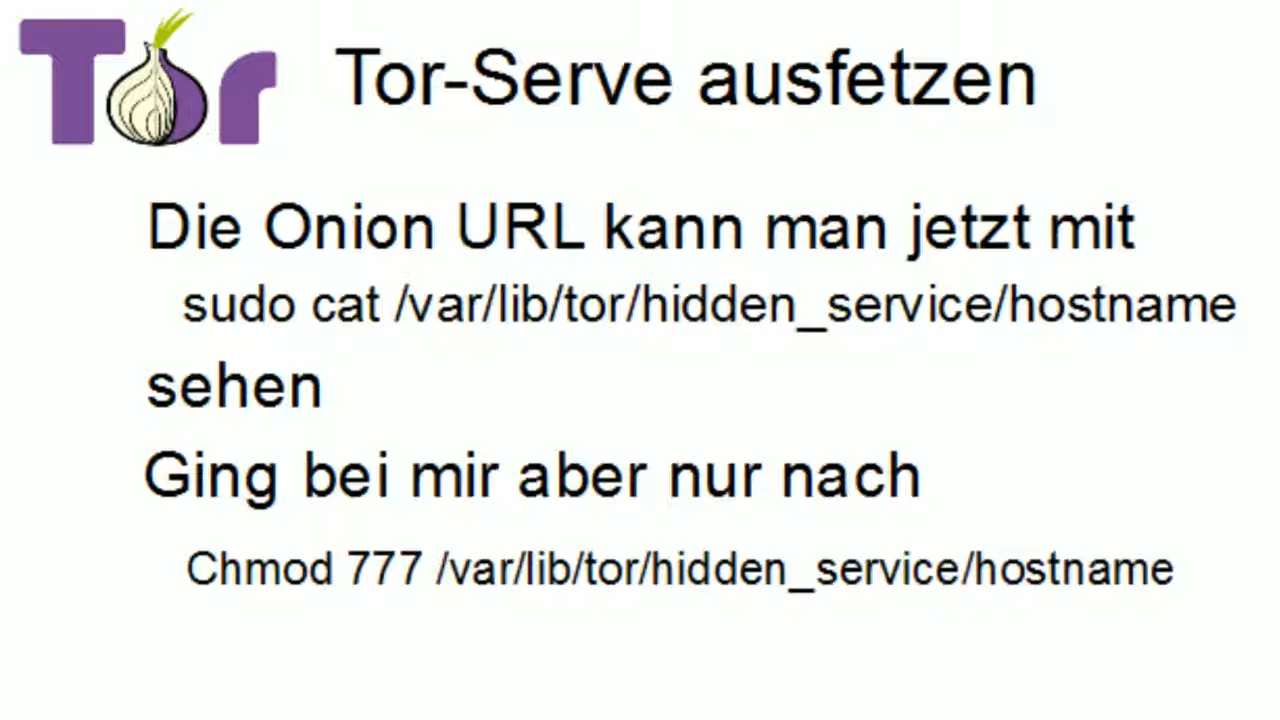 Tor
Tor-Serve ausfetzen
Die Onion URL kann man jetzt mit
sudo cat /var/lib/tor/hidden_service/hostname
sehen
Ging bei mir aber nur nach
Chmod 777 /var/lib/tor/hidden_service/hostname